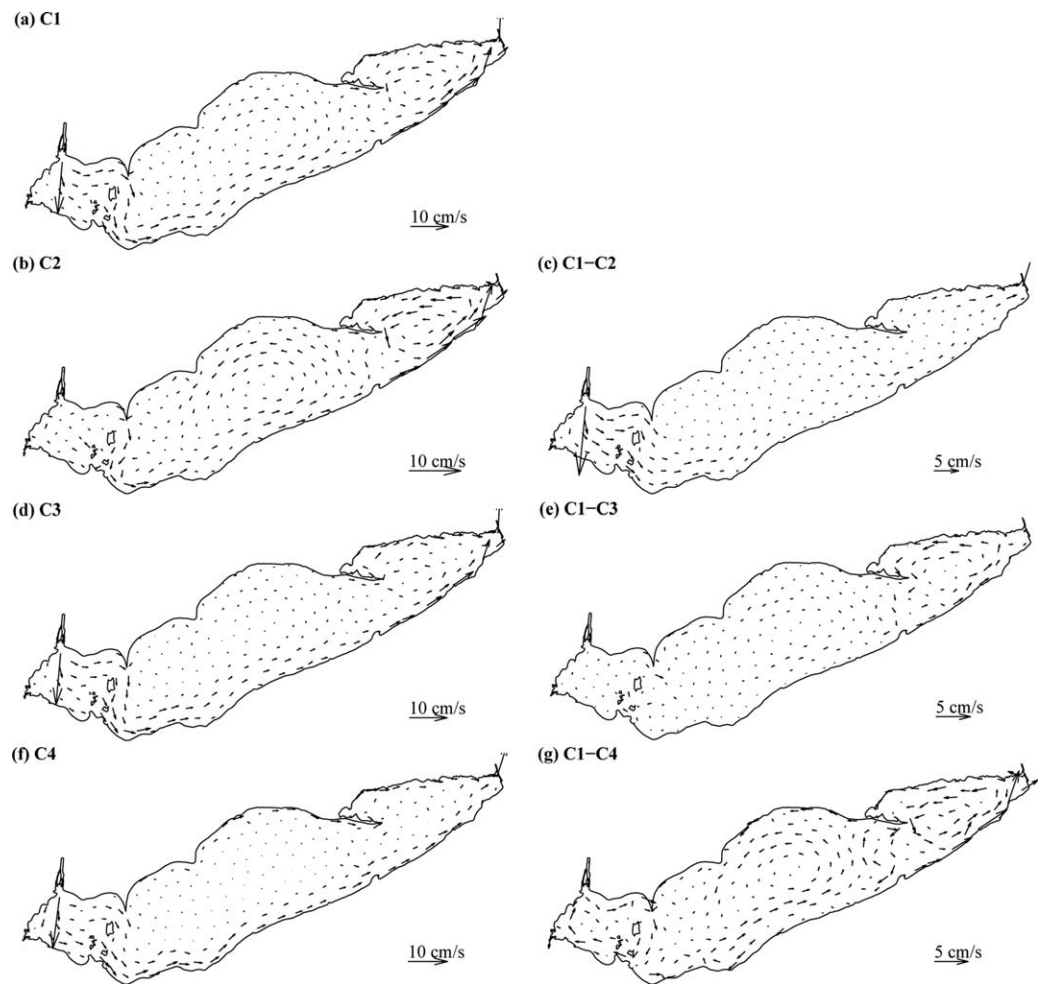 (a) C1
10 cm/s
(b) C2
10 cm/s
(c) C1−C2
5 cm/s
(d) C3
10 cm/s
(e) C1−C3
5 cm/s
(f) C4
10 cm/s
(g) C1−C4
5 cm/s